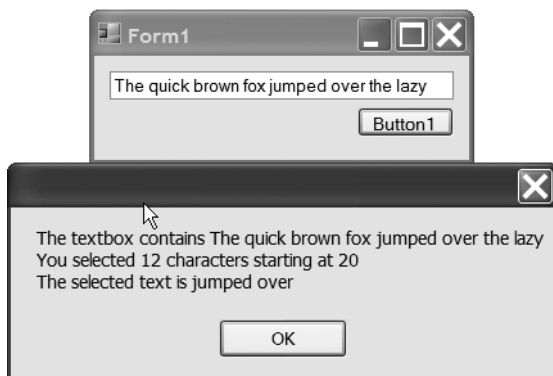 Form1
The quick brown fox jumped over the lazy
Button1
The textbox contains The quick brown fox jumped over the lazy
You selected 12 characters starting at 20
The selected text is jumped over
OK